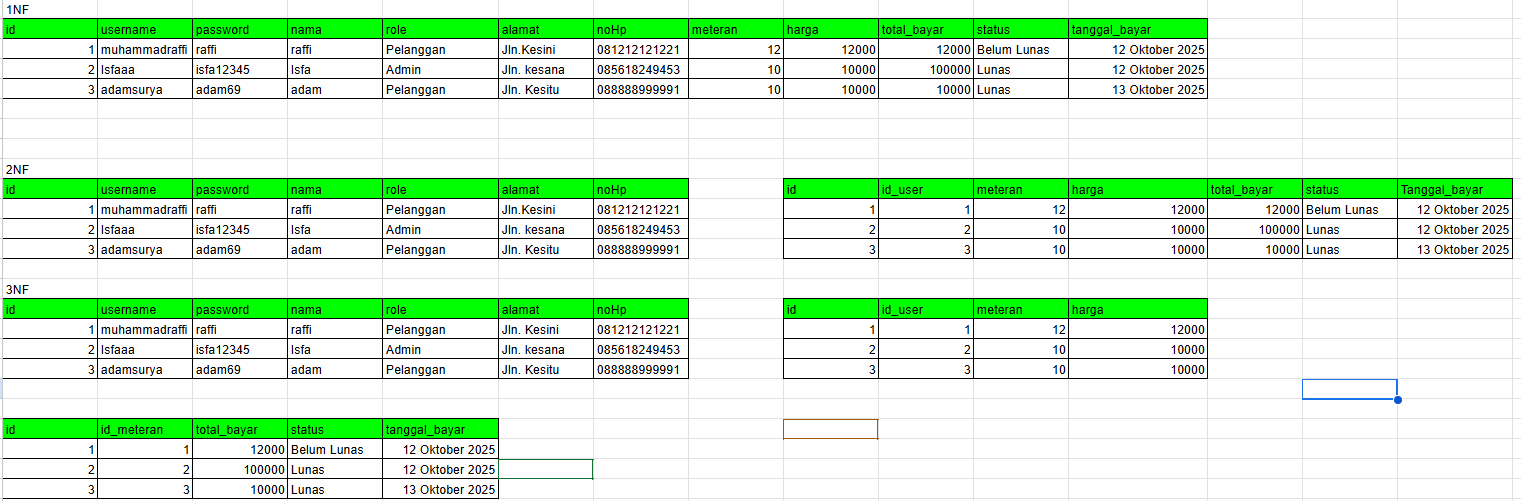 1NF
id username password nama role alamat noHp meteran harga total_bayar status tanggal_bayar
1 muhammadraffi raffi raffi Pelanggan Jln.Kesini 081212121221 12 12000 12000 Belum Lunas 12 Oktober 2025
2 Isfaaa isfa12345 Isfa Admin Jln. kesana 085618249453 10 10000 100000 Lunas 12 Oktober 2025
3 adamsurya adam69 adam Pelanggan Jln. Kesitu 088888999991 10 10000 10000 Lunas 13 Oktober 2025
2NF
id username password nama role alamat noHp id id_user meteran harga total_bayar status Tanggal_bayar
1 muhammadraffi raffi raffi Pelanggan Jln.Kesini 081212121221 1 1 12 12000 12000 Belum Lunas 12 Oktober 2025
2 Isfaaa isfa12345 Isfa Admin Jln. kesana 085618249453 2 2 10 10000 100000 Lunas 12 Oktober 2025
3 adamsurya adam69 adam Pelanggan Jln. Kesitu 088888999991 3 3 10 10000 10000 Lunas 13 Oktober 2025
3NF
id username password nama role alamat noHp id id_user meteran harga
1 muhammadraffi raffi raffi Pelanggan Jln. Kesini 081212121221 1 1 12 12000
2 Isfaaa isfa12345 Isfa Admin Jln. kesana 085618249453 2 2 10 10000
3 adamsurya adam69 adam Pelanggan Jln. Kesitu 088888999991 3 3 10 10000
id id_meteran total_bayar status tanggal_bayar
1 1 12000 Belum Lunas 12 Oktober 2025
2 2 100000 Lunas 12 Oktober 2025
3 3 10000 Lunas 13 Oktober 2025